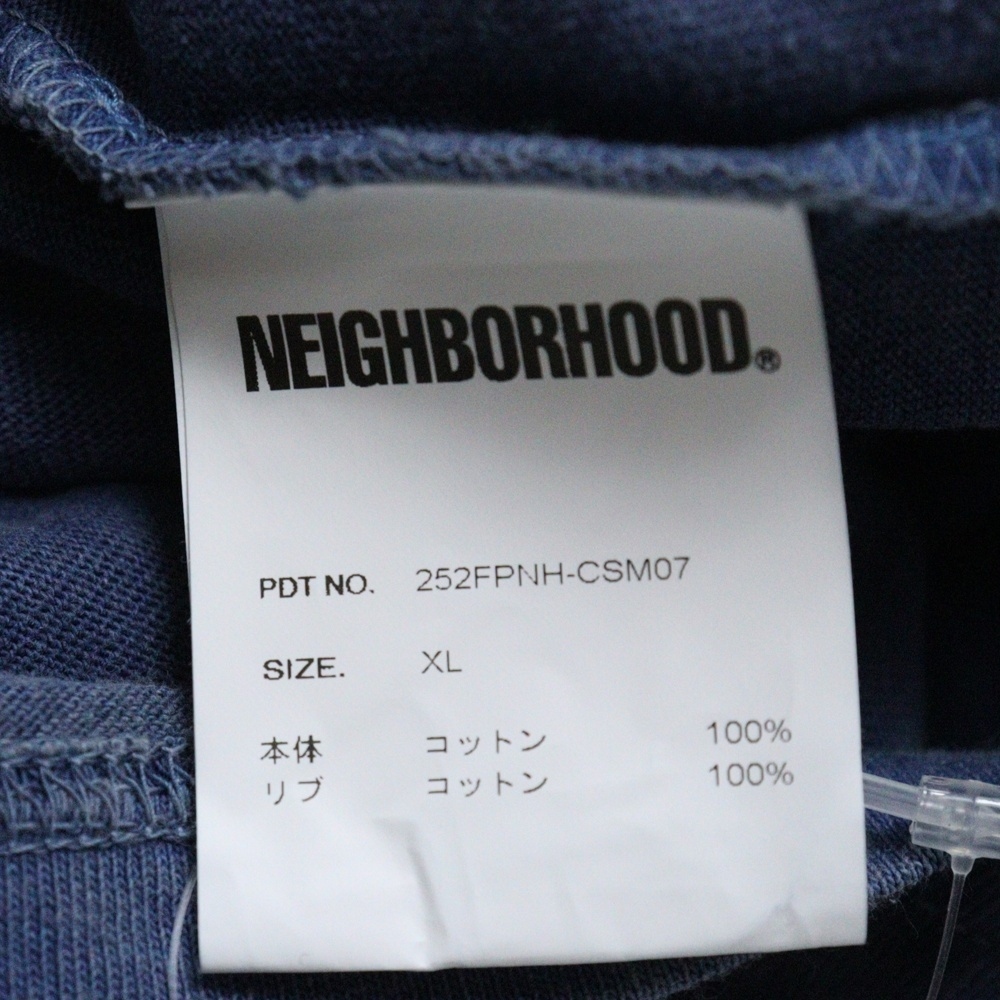 NEIGHBORHOOD®
PDT NO. 252FPNH-CSM07
SIZE. XL
本体 コットン 100%
リブ コットン 100%